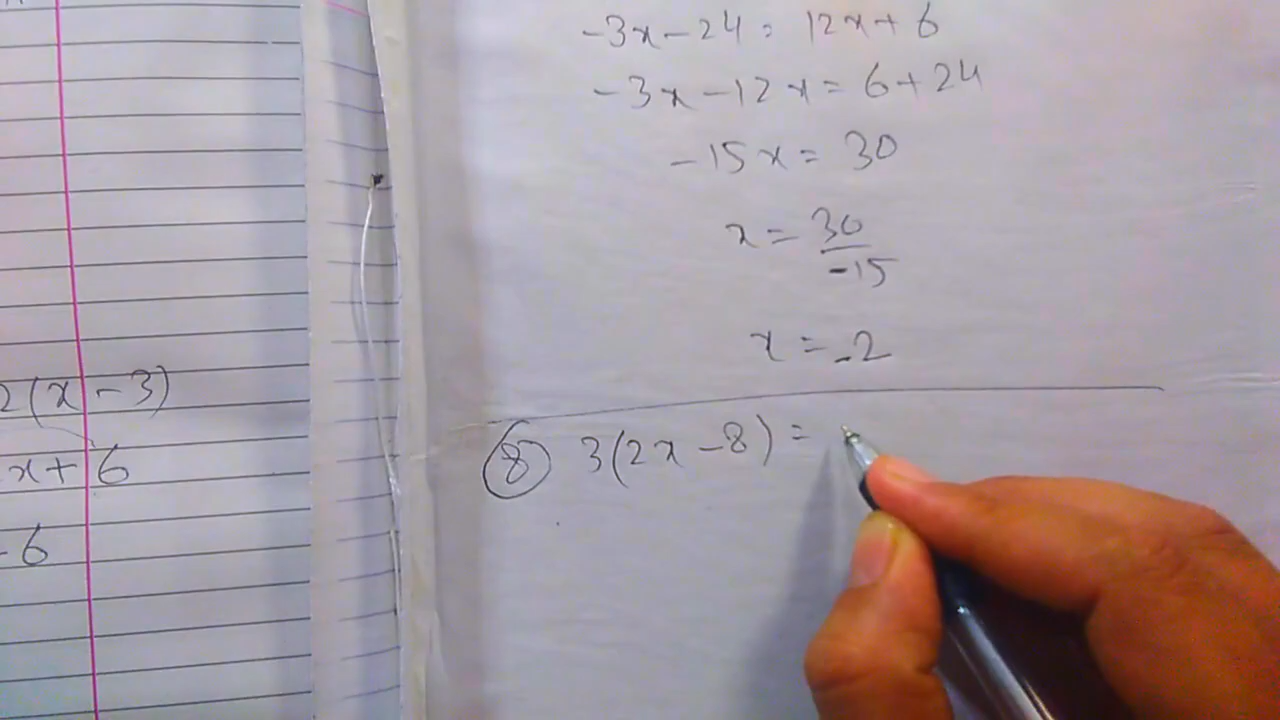 2(x-3)
x+6
-6
-3x-24 = 12x+6
-3x-12x = 6+24
-15x = 30
x = 30/-15
x = -2
8 3(2x-8) =